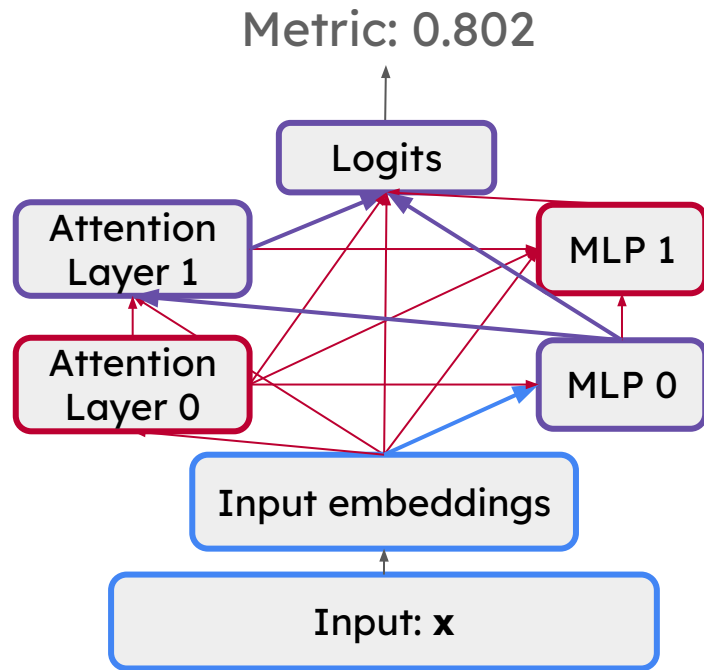 Metric: 0.802
Logits
Attention
Layer 1
MLP 1
Attention
Layer 0
MLP 0
Input embeddings
Input: x